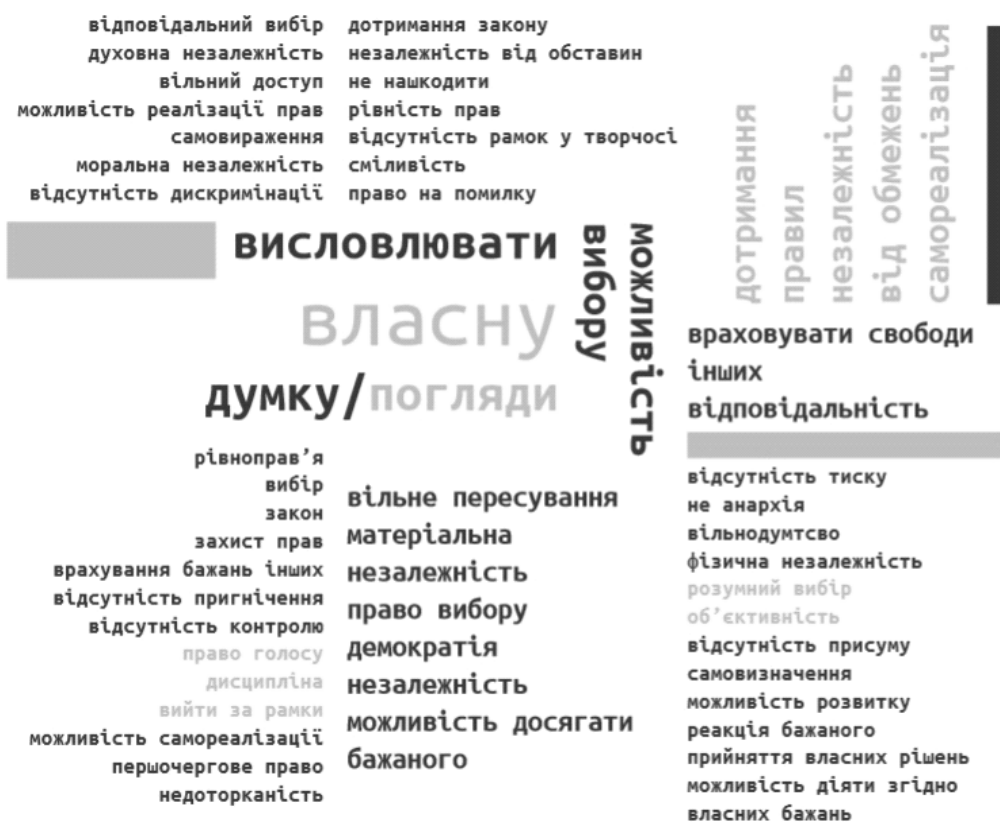 відповідальний вибір
духовна незалежність
вільний доступ
можливість реалізації прав
самовираження
моральна незалежність
відсутність дискримінації
дотримання закону
незалежність від обставин
не нашкодити
рівність прав
відсутність рамок у творчосі
сміливість
право на помилку
висловлювати
власну
думку/погляди
вибору
можливість
дотримання
правил
незалежність
від обмежень
самореалізація
враховувати свободи
інших
відповідальність
рівноправ’я
вибір
закон
захист прав
врахування бажань інших
відсутність пригнічення
відсутність контролю
право голосу
дисципліна
вийти за рамки
можливість самореалізації
першочергове право
недоторканість
вільне пересування
матеріальна
незалежність
право вибору
демократія
незалежність
можливість досягати
бажаного
відсутність тиску
не анархія
вільнодумтсво
фізична незалежність
розумний вибір
об’єктивність
відсутність присуму
самовизначення
можливість розвитку
реакція бажаного
прийняття власних рішень
можливість діяти згідно
власних бажань